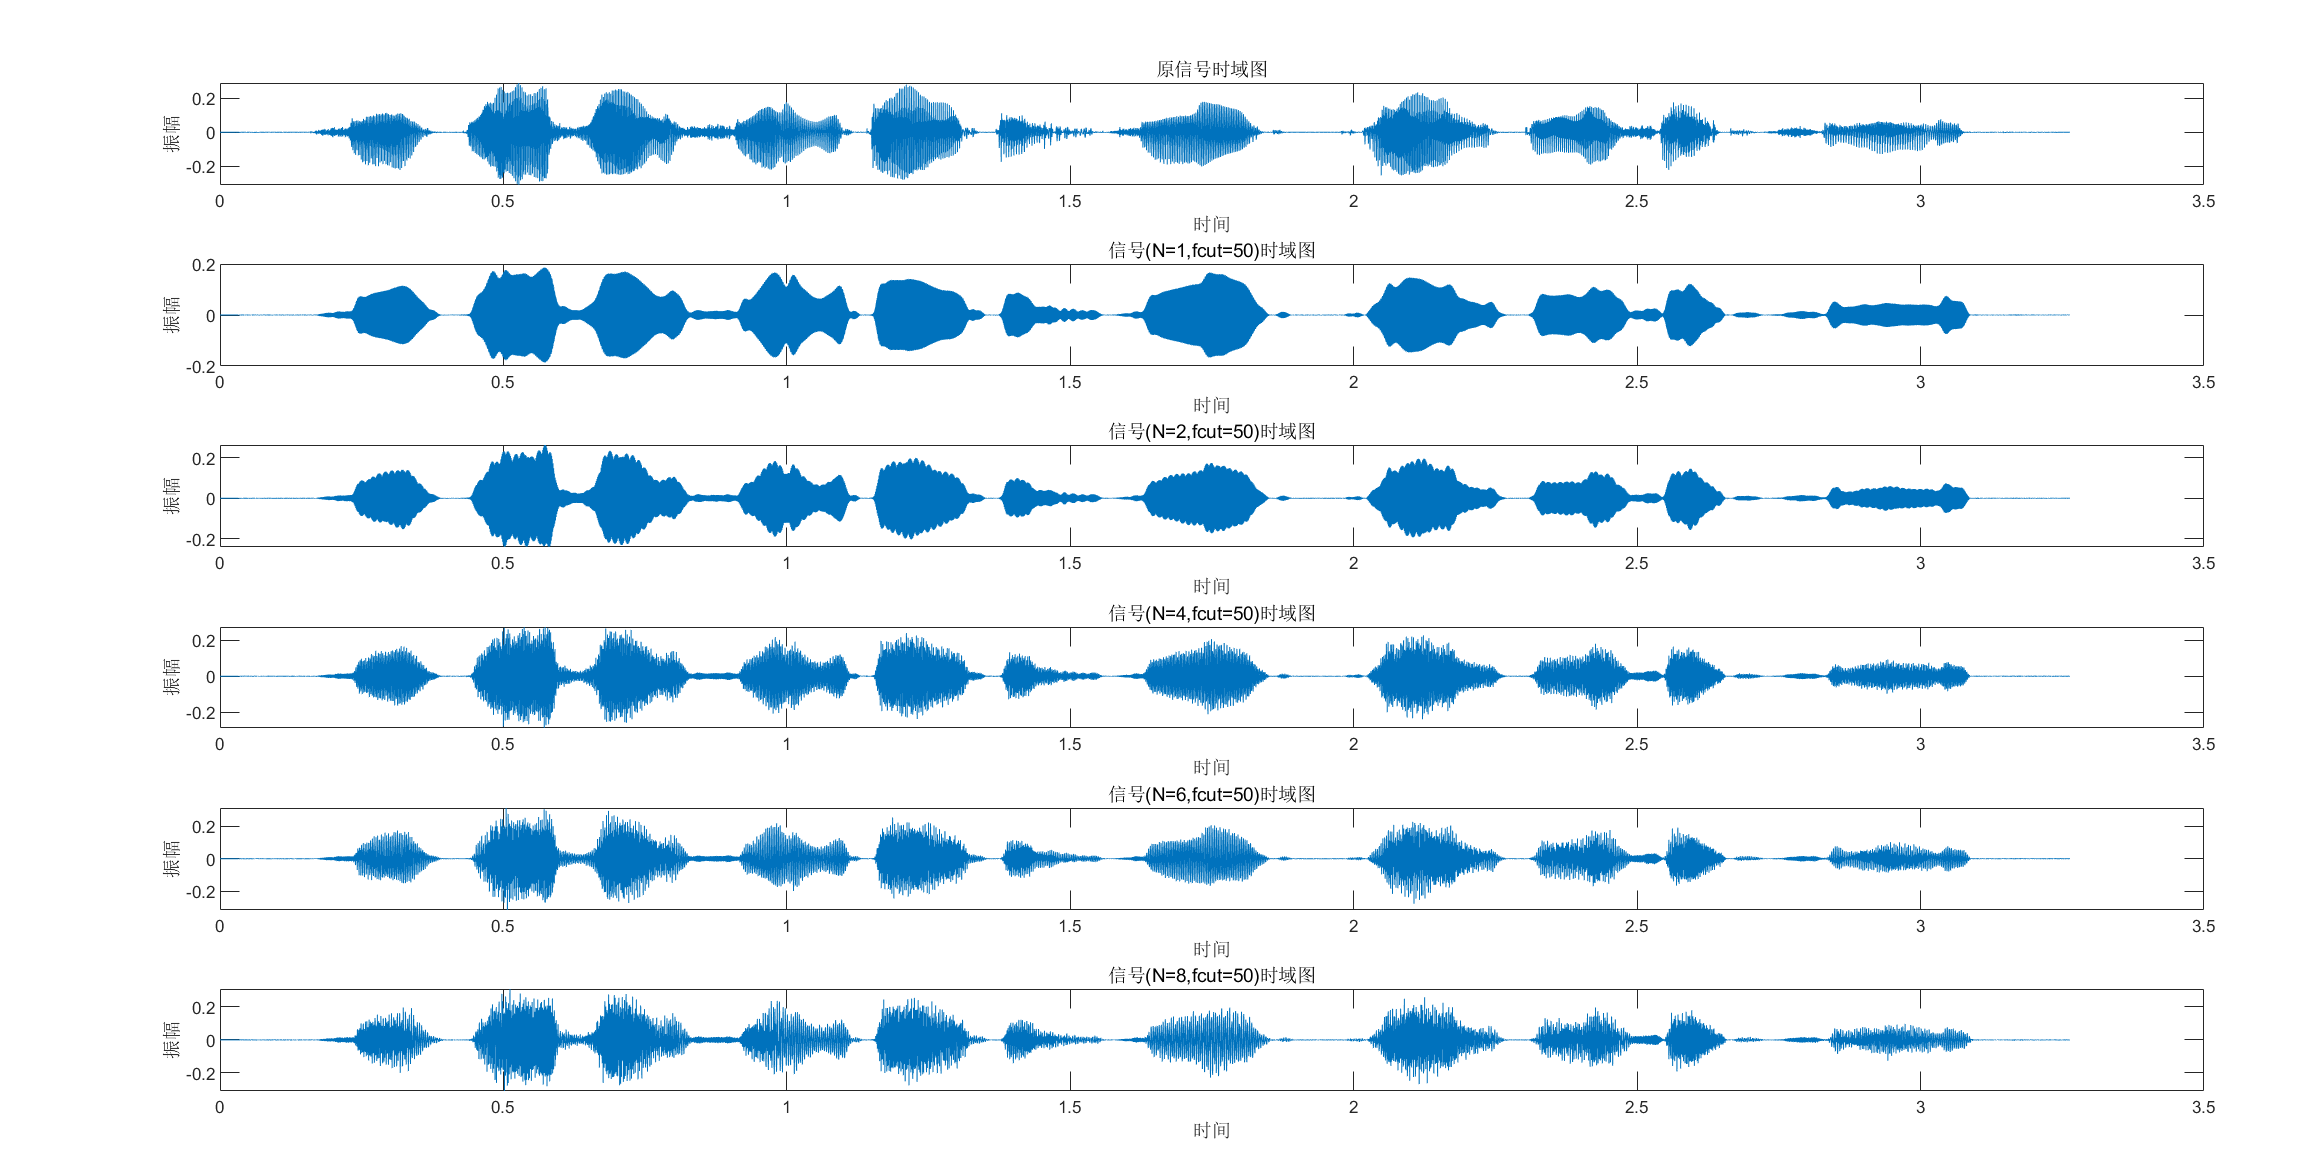 原信号时域图
0.2
0
-0.2
振幅
0 0.5 1 1.5 2 2.5 3 3.5
时间
信号(N=1,fcut=50)时域图
0.2
0
-0.2
振幅
0 0.5 1 1.5 2 2.5 3 3.5
时间
信号(N=2,fcut=50)时域图
0.2
0
-0.2
振幅
0 0.5 1 1.5 2 2.5 3 3.5
时间
信号(N=4,fcut=50)时域图
0.2
0
-0.2
振幅
0 0.5 1 1.5 2 2.5 3 3.5
时间
信号(N=6,fcut=50)时域图
0.2
0
-0.2
振幅
0 0.5 1 1.5 2 2.5 3 3.5
时间
信号(N=8,fcut=50)时域图
0.2
0
-0.2
振幅
0 0.5 1 1.5 2 2.5 3 3.5
时间